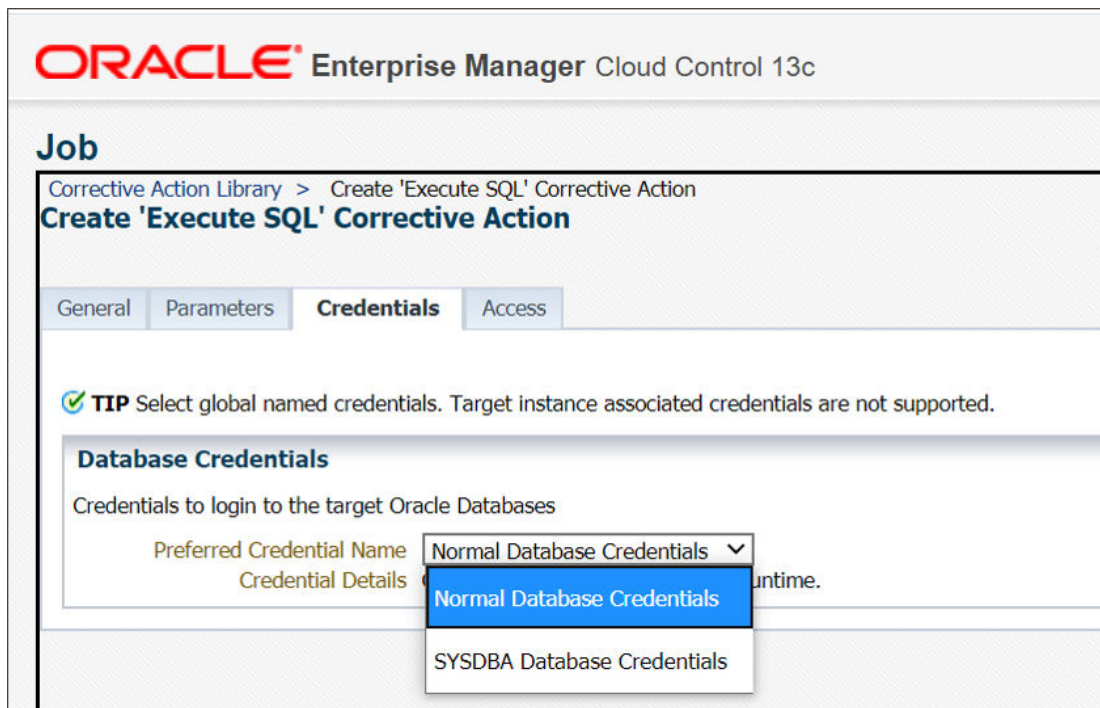 ORACLE Enterprise Manager Cloud Control 13c
Job
Corrective Action Library > Create 'Execute SQL' Corrective Action
Create 'Execute SQL' Corrective Action
General Parameters Credentials Access
TIP Select global named credentials. Target instance associated credentials are not supported.
Database Credentials
Credentials to login to the target Oracle Databases
Preferred Credential Name Normal Database Credentials
Credential Details
Normal Database Credentials
SYSDBA Database Credentials